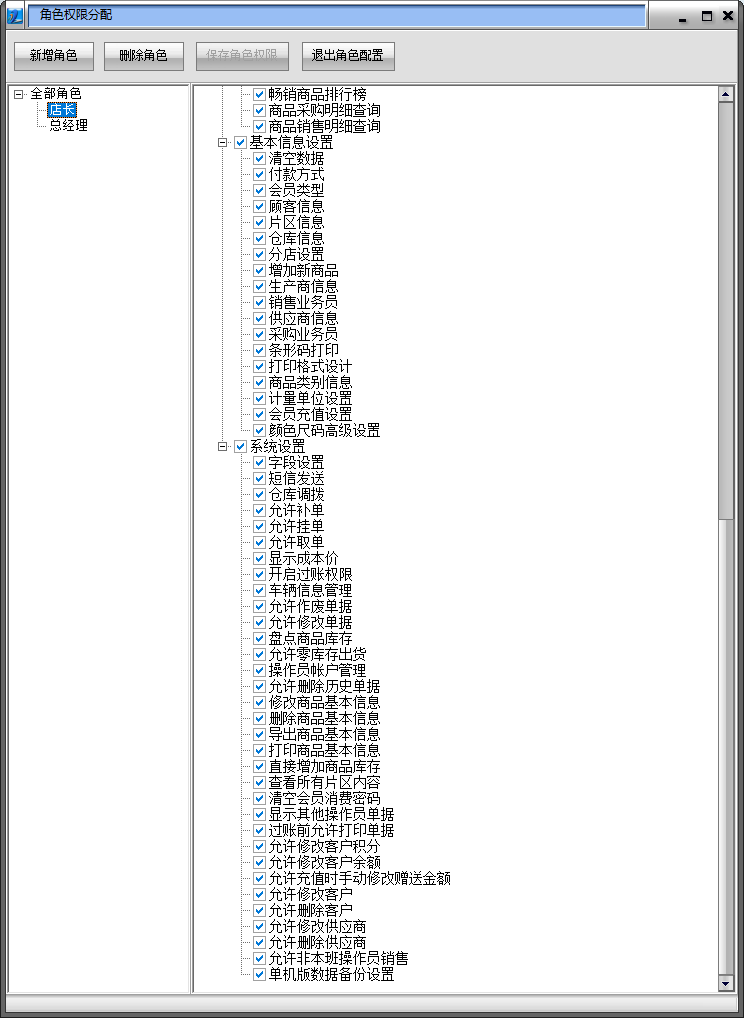 角色权限分配
新增角色 删除角色 保存角色权限 退出角色配置
全部角色
店长
总经理
畅销商品排行榜
商品采购明细查询
商品销售明细查询
基本信息设置
清空数据
付款方式
会员类型
顾客信息
片区信息
仓库信息
分店设置
增加新商品
生产商信息
销售业务员
供应商信息
采购业务员
条形码打印
打印格式设计
商品类别信息
计量单位设置
会员充值设置
颜色尺码高级设置
系统设置
字段设置
短信发送
仓库调拨
允许补单
允许挂单
允许取单
显示成本价
开启过账权限
车辆信息管理
允许作废单据
允许修改单据
盘点商品库存
允许零库存出货
操作员帐户管理
允许删除历史单据
修改商品基本信息
删除商品基本信息
导出商品基本信息
打印商品基本信息
直接增加商品库存
查看所有片区内容
清空会员消费密码
显示其他操作员单据
过账前允许打印单据
允许修改客户积分
允许修改客户余额
允许充值时手动修改赠送金额
允许修改客户
允许删除客户
允许修改供应商
允许删除供应商
允许非本班操作员销售
单机版数据备份设置